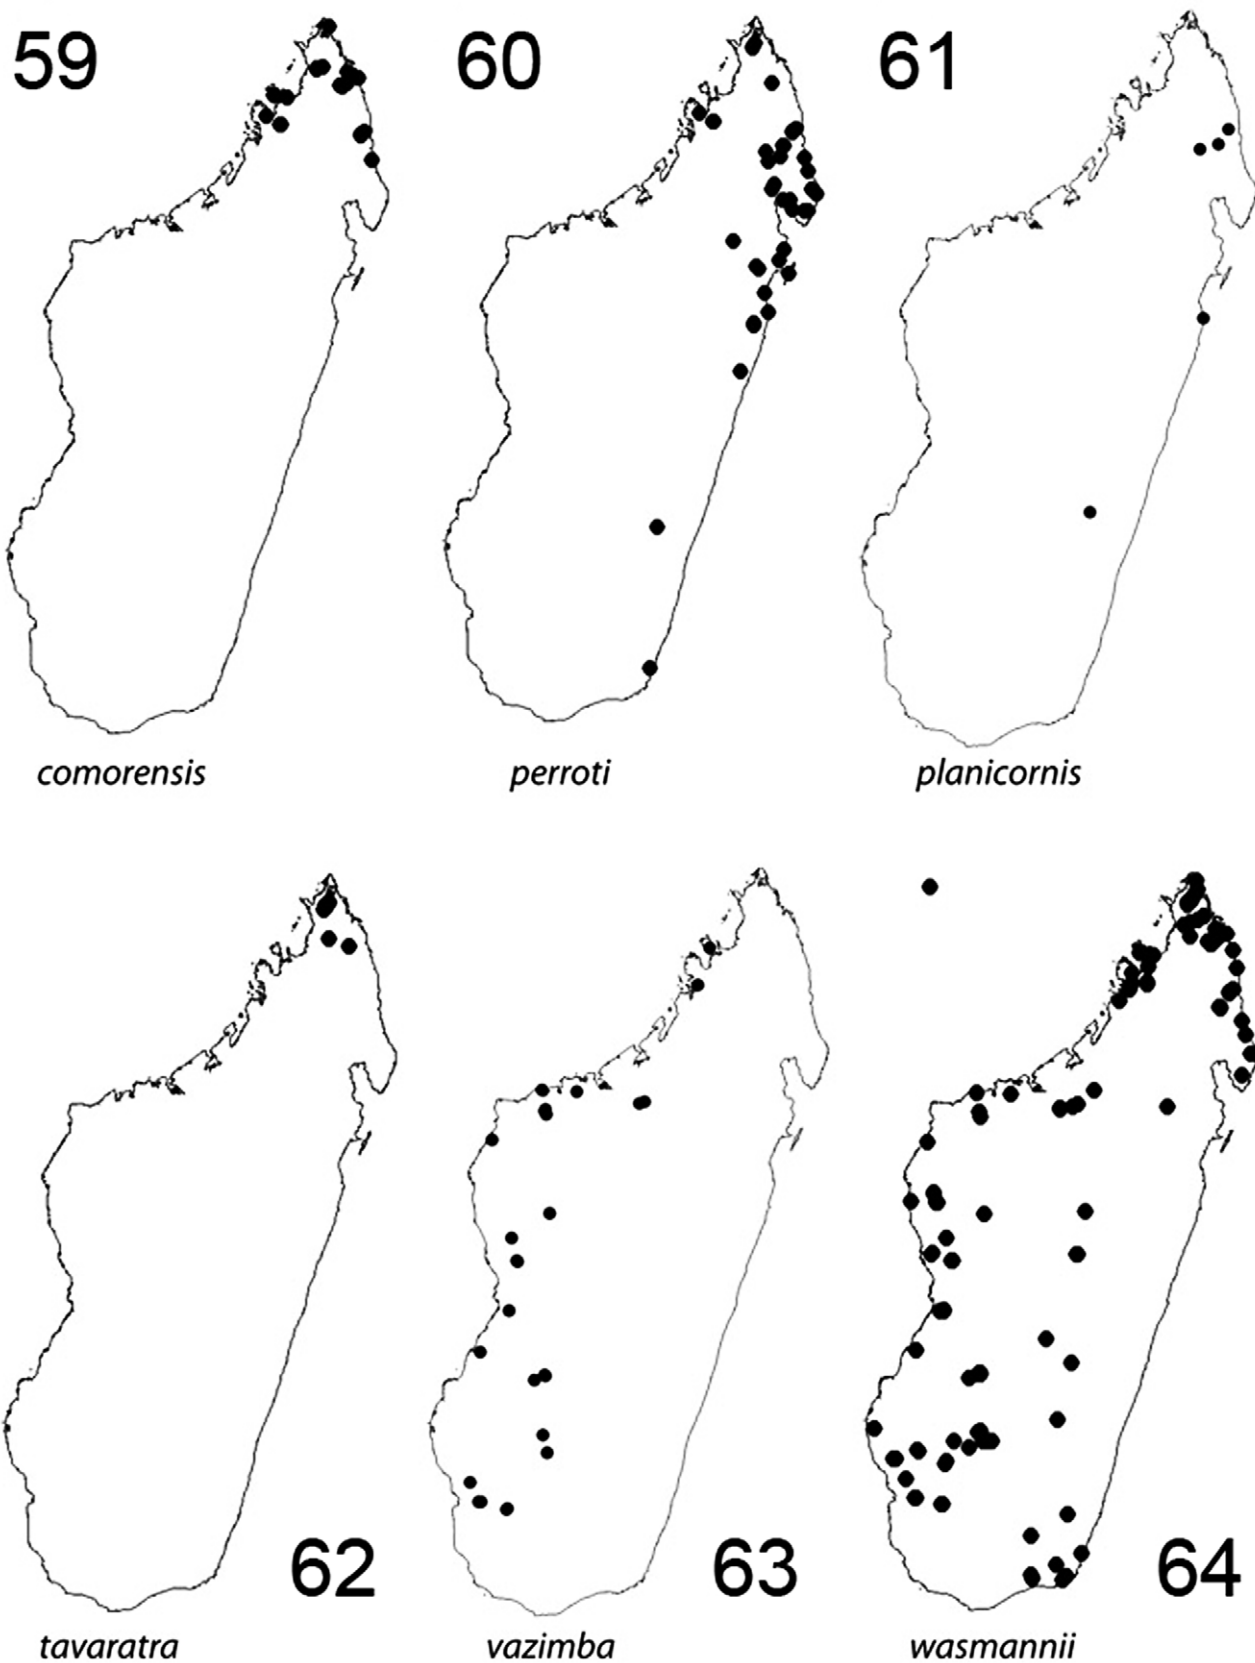 59
60
61
comorensis
perroti
planicornis
62
63
64
tavaratra
vazimba
wasmannii